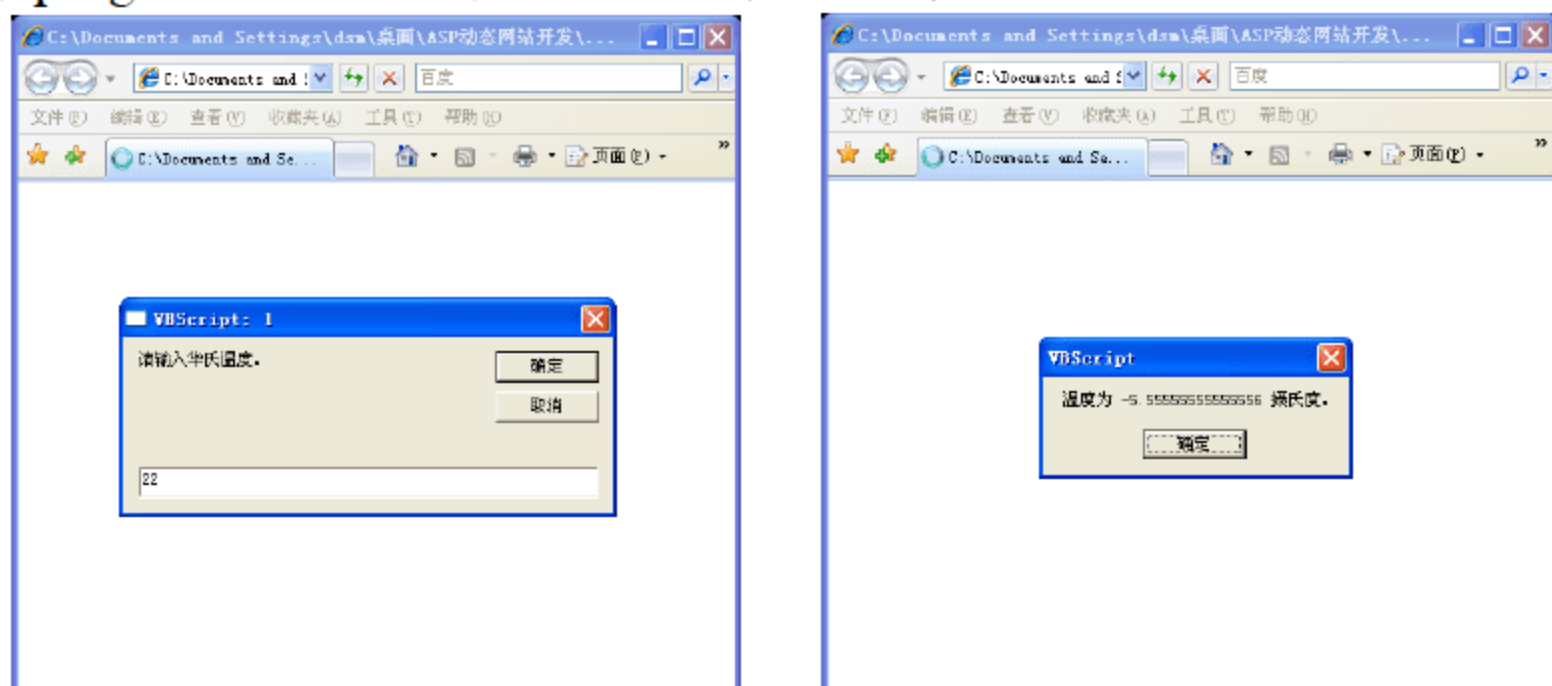 C:\Documents and Settings\dsm\桌面\ASP动态网站开发\...
C:\Documents and
百度
文件(F) 编辑(E) 查看(V) 收藏夹(A) 工具(T) 帮助(H)
C:\Documents and Se...
页面(P)
»
VBScript: 1
请输入华氏温度。
确定
取消
22
C:\Documents and Settings\dsm\桌面\ASP动态网站开发\...
C:\Documents and
百度
文件(F) 编辑(E) 查看(V) 收藏夹(A) 工具(T) 帮助(H)
C:\Documents and Se...
页面(P)
»
VBScript
温度为 -5.55555555555556 摄氏度。
确定